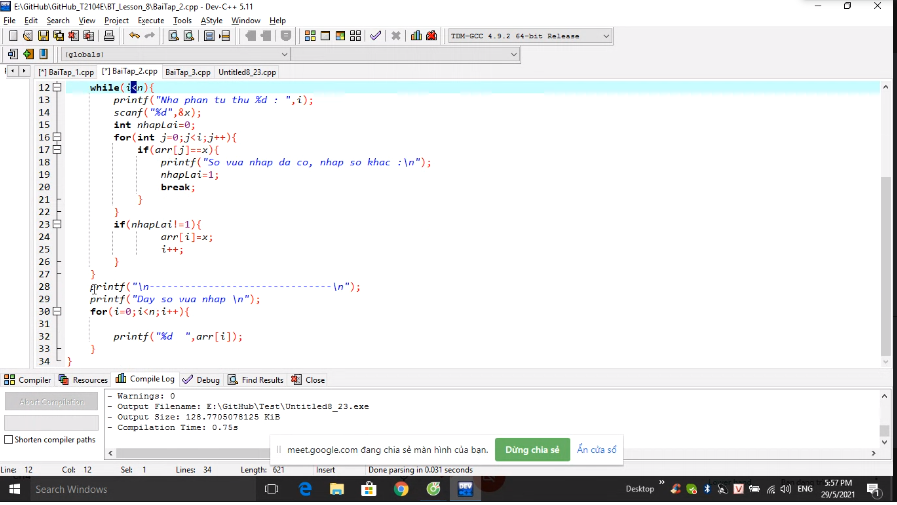 E:\GitHub\GitHub_T2104E\BT_Lesson_8\BaiTap_2.cpp - Dev-C++ 5.11
File Edit Search View Project Execute Tools AStyle Window Help
TDM-GCC 4.9.2 64-bit Release
(globals)
[*] BaiTap_1.cpp [*] BaiTap_2.cpp BaiTap_3.cpp Untitled8_23.cpp
12 while(i<n){
13 printf("Nha phan tu thu %d : ",i);
14 scanf("%d",&x);
15 int nhapLai=0;
16 for(int j=0;j<i;j++){
17 if(arr[j]==x){
18 printf("So vua nhap da co, nhap so khac :\n");
19 nhapLai=1;
20 break;
21 }
22 }
23 if(nhapLai!=1){
24 arr[i]=x;
25 i++;
26 }
27 }
28 printf("\n------------------------------\n");
29 printf("Day so vua nhap \n");
30 for(i=0;i<n;i++){
31
32 printf("%d  ",arr[i]);
33 }
34 }
Compiler Resources Compile Log Debug Find Results Close
Abort Compilation
Shorten compiler paths
- Warnings: 0
- Output Filename: E:\GitHub\Test\Untitled8_23.exe
- Output Size: 128.7705078125 KiB
- Compilation Time: 0.75s
meet.google.com đang chia sẻ màn hình của bạn. Dừng chia sẻ Ẩn cửa sổ
Line: 12 Col: 12 Sel: 1 Lines: 34 Length: 621 Insert Done parsing in 0.031 seconds
Search Windows
Desktop ENG 5:57 PM
29/5/2021